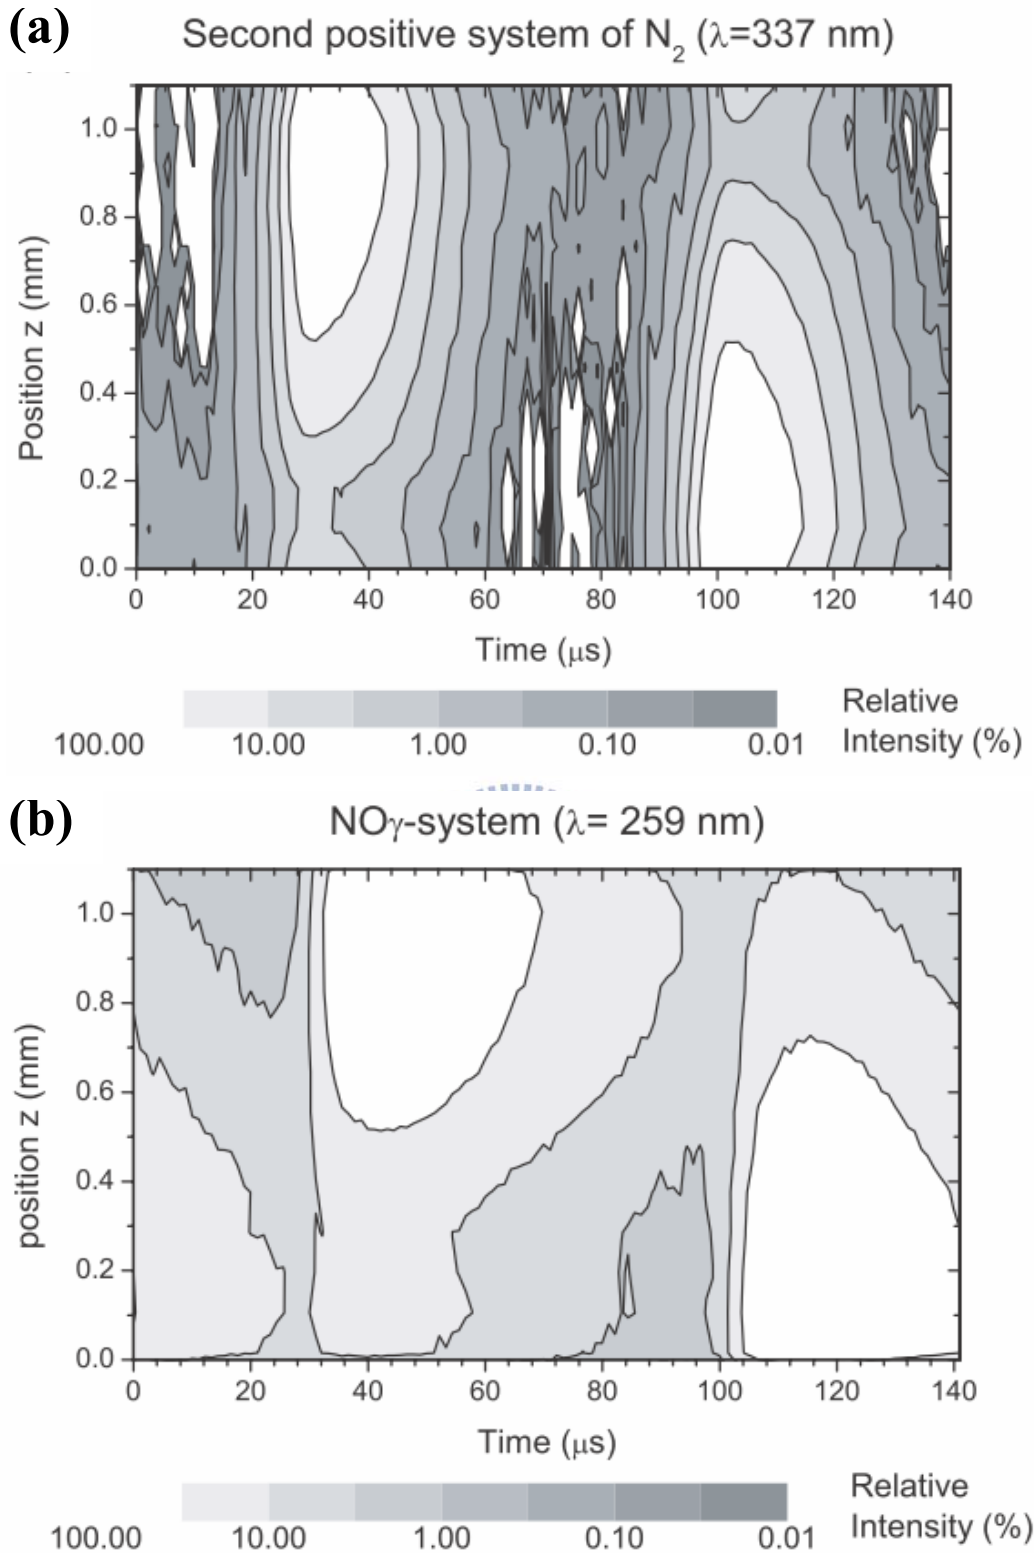 (a)
Second positive system of N₂ (λ=337 nm)
Position z (mm)
1.0
0.8
0.6
0.4
0.2
0.0
0 20 40 60 80 100 120 140
Time (μs)
100.00 10.00 1.00 0.10 0.01
Relative
Intensity (%)
(b)
NOγ-system (λ= 259 nm)
position z (mm)
1.0
0.8
0.6
0.4
0.2
0.0
0 20 40 60 80 100 120 140
Time (μs)
100.00 10.00 1.00 0.10 0.01
Relative
Intensity (%)